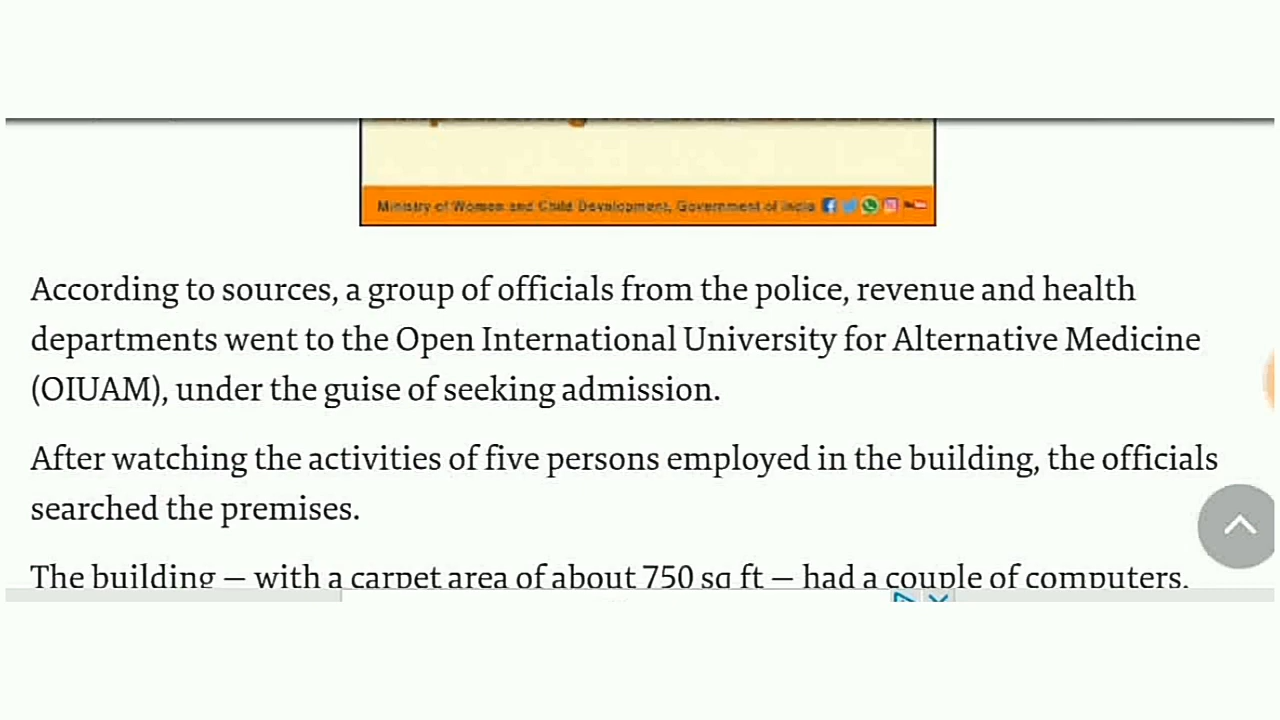 Ministry of Women and Child Development, Government of India
According to sources, a group of officials from the police, revenue and health
departments went to the Open International University for Alternative Medicine
(OIUAM), under the guise of seeking admission.
After watching the activities of five persons employed in the building, the officials
searched the premises.
The building — with a carpet area of about 750 sq ft — had a couple of computers,